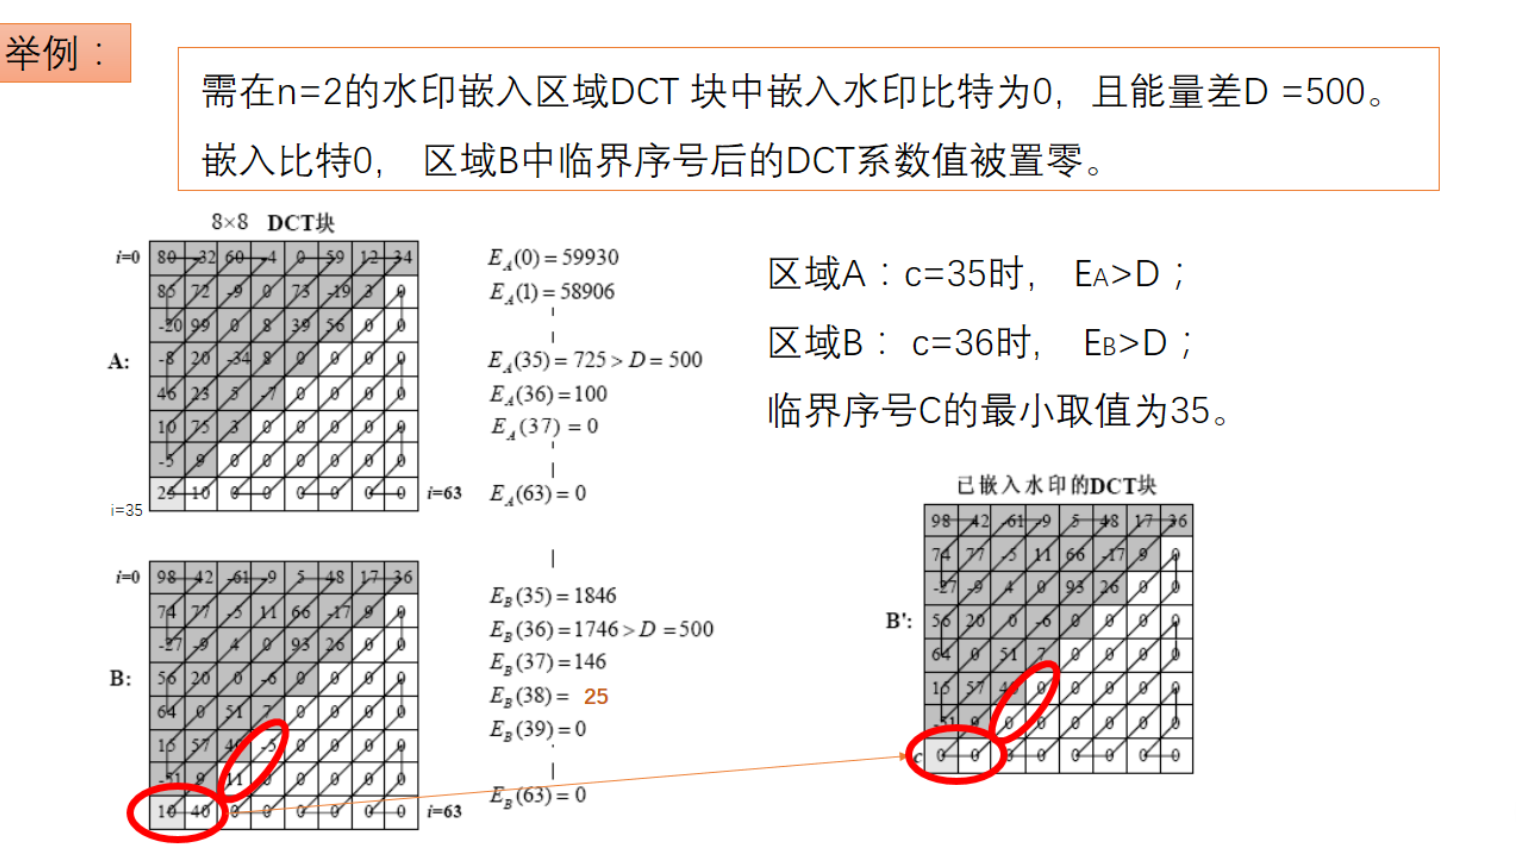 举例：
需在n=2的水印嵌入区域DCT 块中嵌入水印比特为0，且能量差D =500。
嵌入比特0， 区域B中临界序号后的DCT系数值被置零。
8×8 DCT块
i=0
80 -32 60 -4 0 59 12 34
85 72 -9 0 73 -19 3 0
-20 99 0 8 39 56 0 0
A:
-8 20 -34 8 0 0 0 0
46 23 5 -7 0 0 0 0
10 75 3 0 0 0 0 0
-5 9 0 0 0 0 0 0
25 10 0 0 0 0 0 0
i=63
i=35
E_A(0) = 59930
E_A(1) = 58906
E_A(35) = 725 > D = 500
E_A(36) = 100
E_A(37) = 0
E_A(63) = 0
区域A：c=35时， EA>D；
区域B： c=36时， EB>D；
临界序号C的最小取值为35。
i=0
98 -42 -61 -9 5 48 17 36
74 77 -5 11 66 -17 9 0
-27 -9 4 0 93 26 0 0
B:
56 20 0 -6 0 0 0 0
64 0 51 7 0 0 0 0
15 57 -5 0 0 0 0
-51 9 11 0 0 0 0
10 40 0 0 0 0 0 0
i=63
E_B(35) = 1846
E_B(36) = 1746 > D = 500
E_B(37) = 146
E_B(38) = 25
E_B(39) = 0
E_B(63) = 0
已嵌入水印的DCT块
98 -42 -61 -9 5 48 17 36
74 77 -5 11 66 -17 9 0
-27 -9 4 0 93 26 0 0
B':
56 20 0 -6 0 0 0 0
64 0 51 7 0 0 0 0
15 57 0 0 0 0 0
-51 9 0 0 0 0 0 0
c
0 0 0 0 0 0 0 0